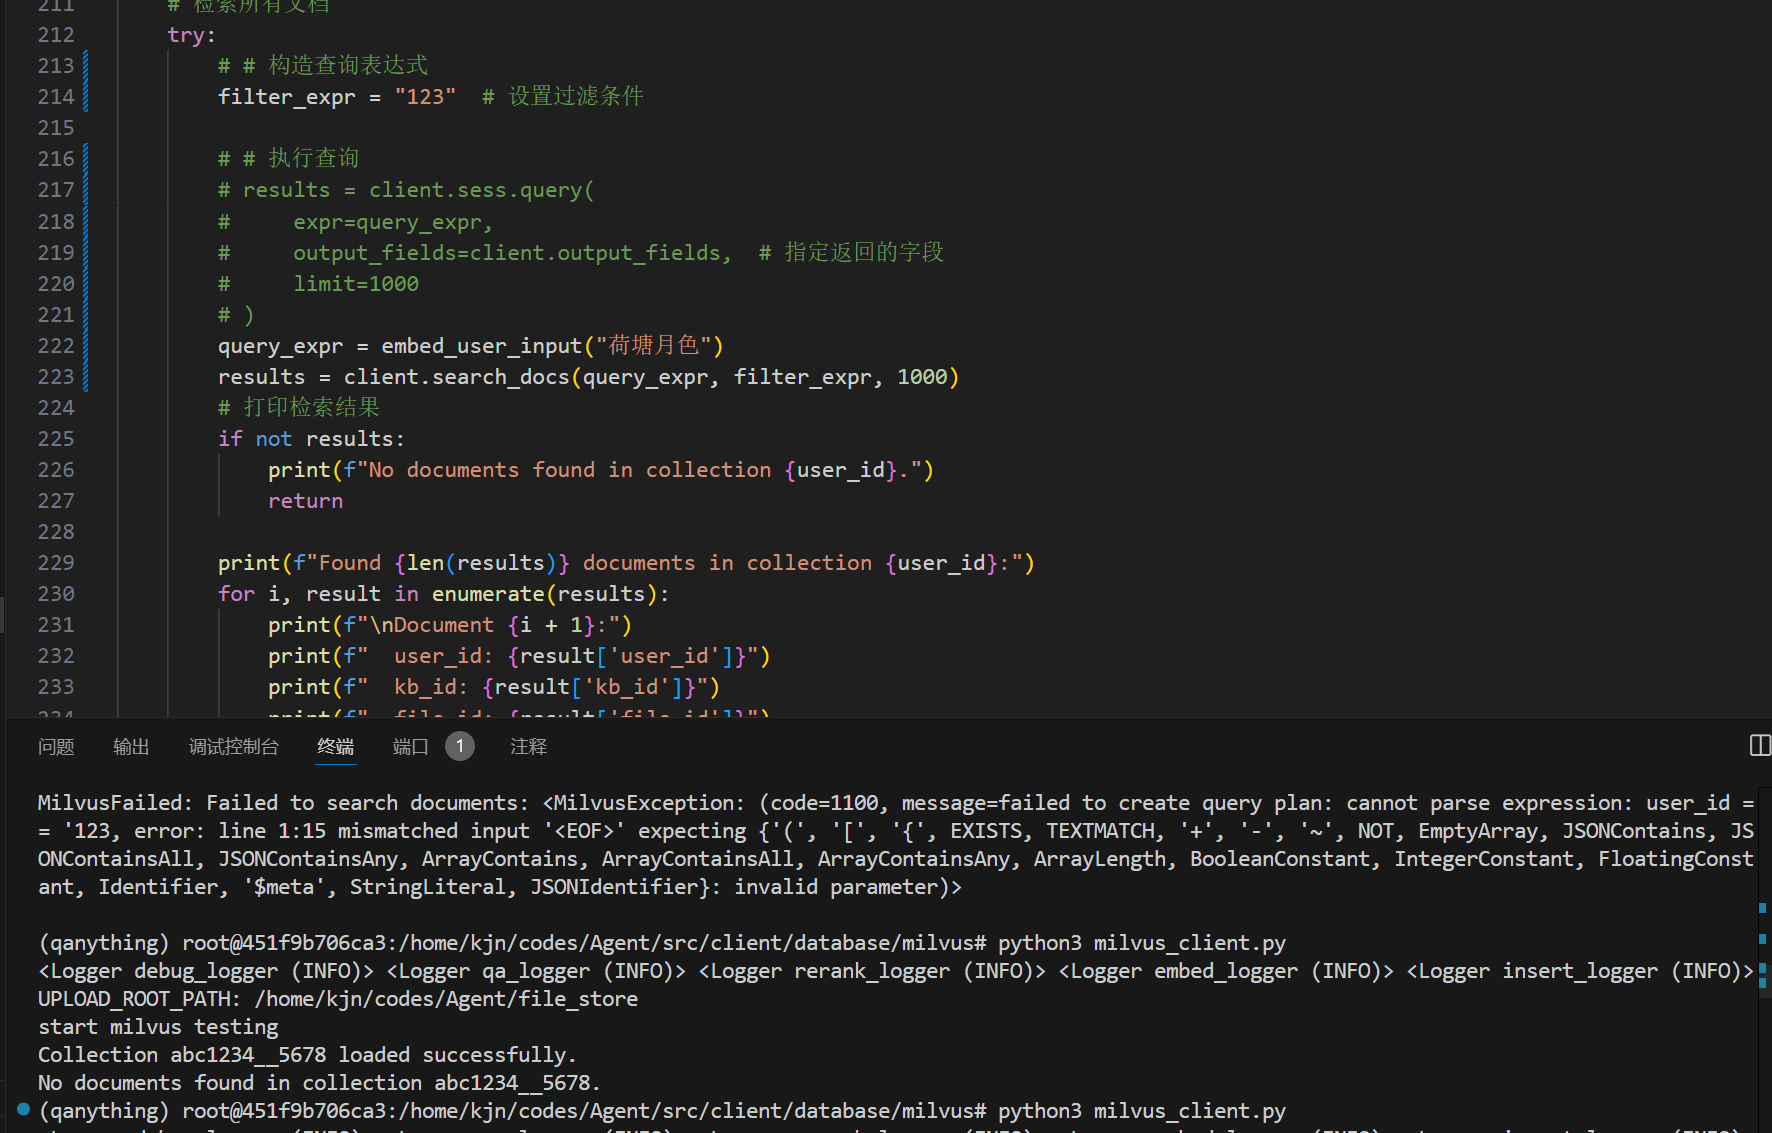 211 # 检索所有文档
212 try:
213 # # 构造查询表达式
214 filter_expr = "123"  # 设置过滤条件
215
216 # # 执行查询
217 # results = client.sess.query(
218 #     expr=query_expr,
219 #     output_fields=client.output_fields,  # 指定返回的字段
220 #     limit=1000
221 # )
222 query_expr = embed_user_input("荷塘月色")
223 results = client.search_docs(query_expr, filter_expr, 1000)
224 # 打印检索结果
225 if not results:
226 print(f"No documents found in collection {user_id}.")
227 return
228
229 print(f"Found {len(results)} documents in collection {user_id}:")
230 for i, result in enumerate(results):
231 print(f"\nDocument {i + 1}:")
232 print(f"  user_id: {result['user_id']}")
233 print(f"  kb_id: {result['kb_id']}")
234 print(f"  file_id: {result['file_id']}")
问题 输出 调试控制台 终端 端口 1 注释
MilvusFailed: Failed to search documents: <MilvusException: (code=1100, message=failed to create query plan: cannot parse expression: user_id =
= '123, error: line 1:15 mismatched input '<EOF>' expecting {'(', '[', '{', EXISTS, TEXTMATCH, '+', '-', '~', NOT, EmptyArray, JSONContains, JS
ONContainsAll, JSONContainsAny, ArrayContains, ArrayContainsAll, ArrayContainsAny, ArrayLength, BooleanConstant, IntegerConstant, FloatingConst
ant, Identifier, '$meta', StringLiteral, JSONIdentifier}: invalid parameter)>
(qanything) root@451f9b706ca3:/home/kjn/codes/Agent/src/client/database/milvus# python3 milvus_client.py
<Logger debug_logger (INFO)> <Logger qa_logger (INFO)> <Logger rerank_logger (INFO)> <Logger embed_logger (INFO)> <Logger insert_logger (INFO)>
UPLOAD_ROOT_PATH: /home/kjn/codes/Agent/file_store
start milvus testing
Collection abc1234__5678 loaded successfully.
No documents found in collection abc1234__5678.
(qanything) root@451f9b706ca3:/home/kjn/codes/Agent/src/client/database/milvus# python3 milvus_client.py